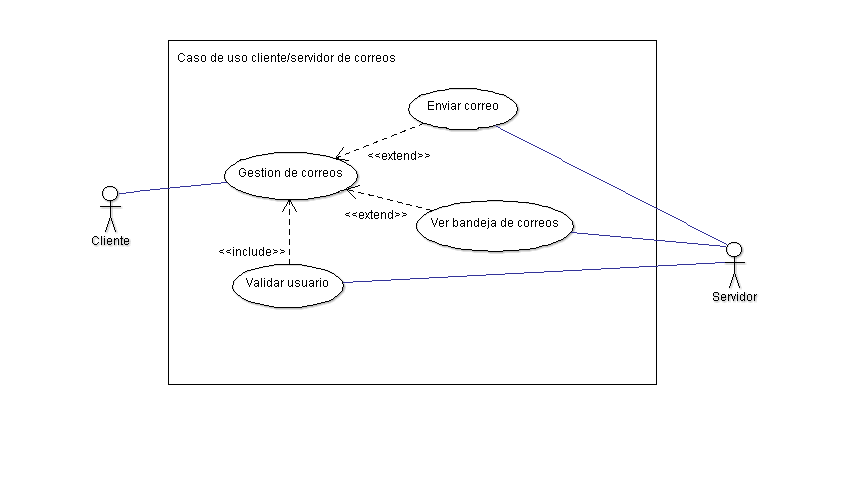 Caso de uso cliente/servidor de correos
Enviar correo
<<extend>>
Gestion de correos
<<extend>>
Ver bandeja de correos
Cliente
<<include>>
Validar usuario
Servidor